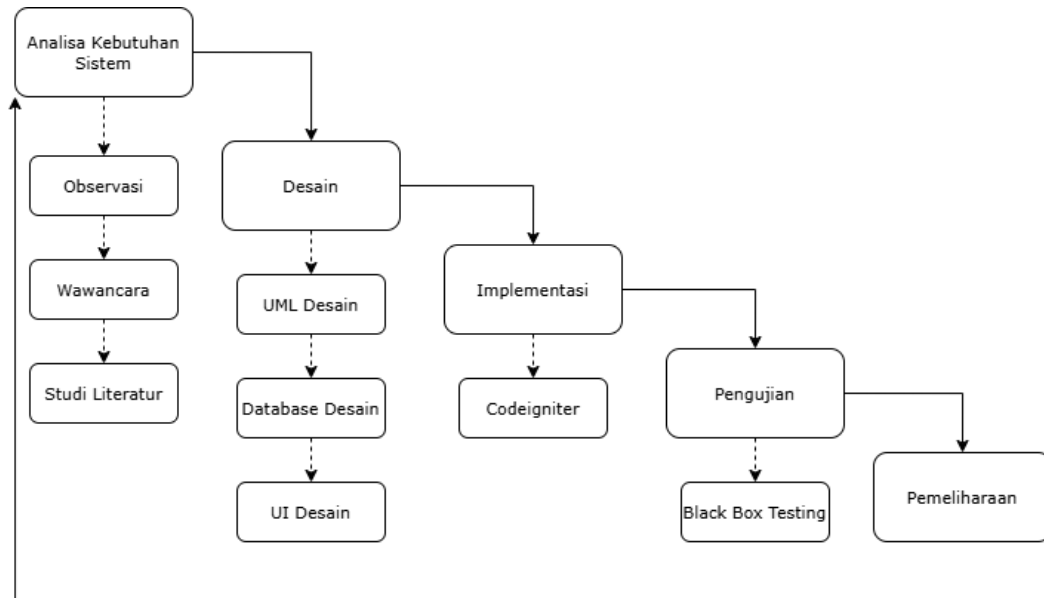 Analisa Kebutuhan
Sistem
Observasi
Wawancara
Studi Literatur
Desain
UML Desain
Database Desain
UI Desain
Implementasi
Codeigniter
Pengujian
Black Box Testing
Pemeliharaan